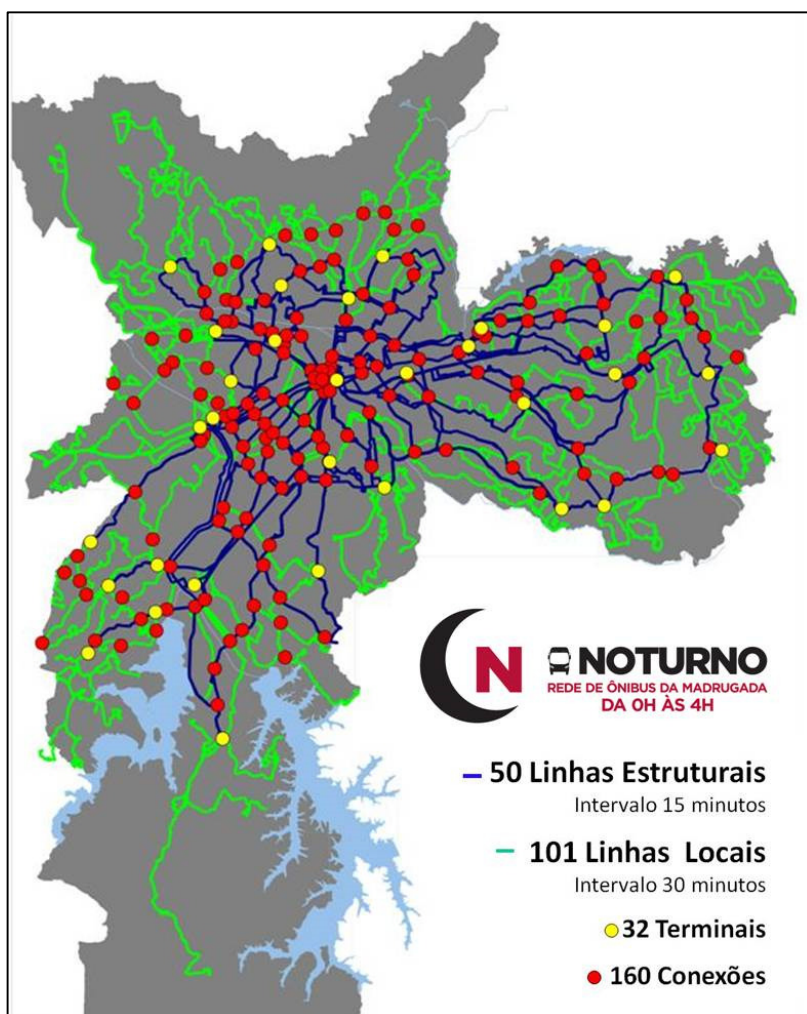 N
NOTURNO
REDE DE ÔNIBUS DA MADRUGADA
DA 0H ÀS 4H
50 Linhas Estruturais
Intervalo 15 minutos
101 Linhas Locais
Intervalo 30 minutos
32 Terminais
160 Conexões